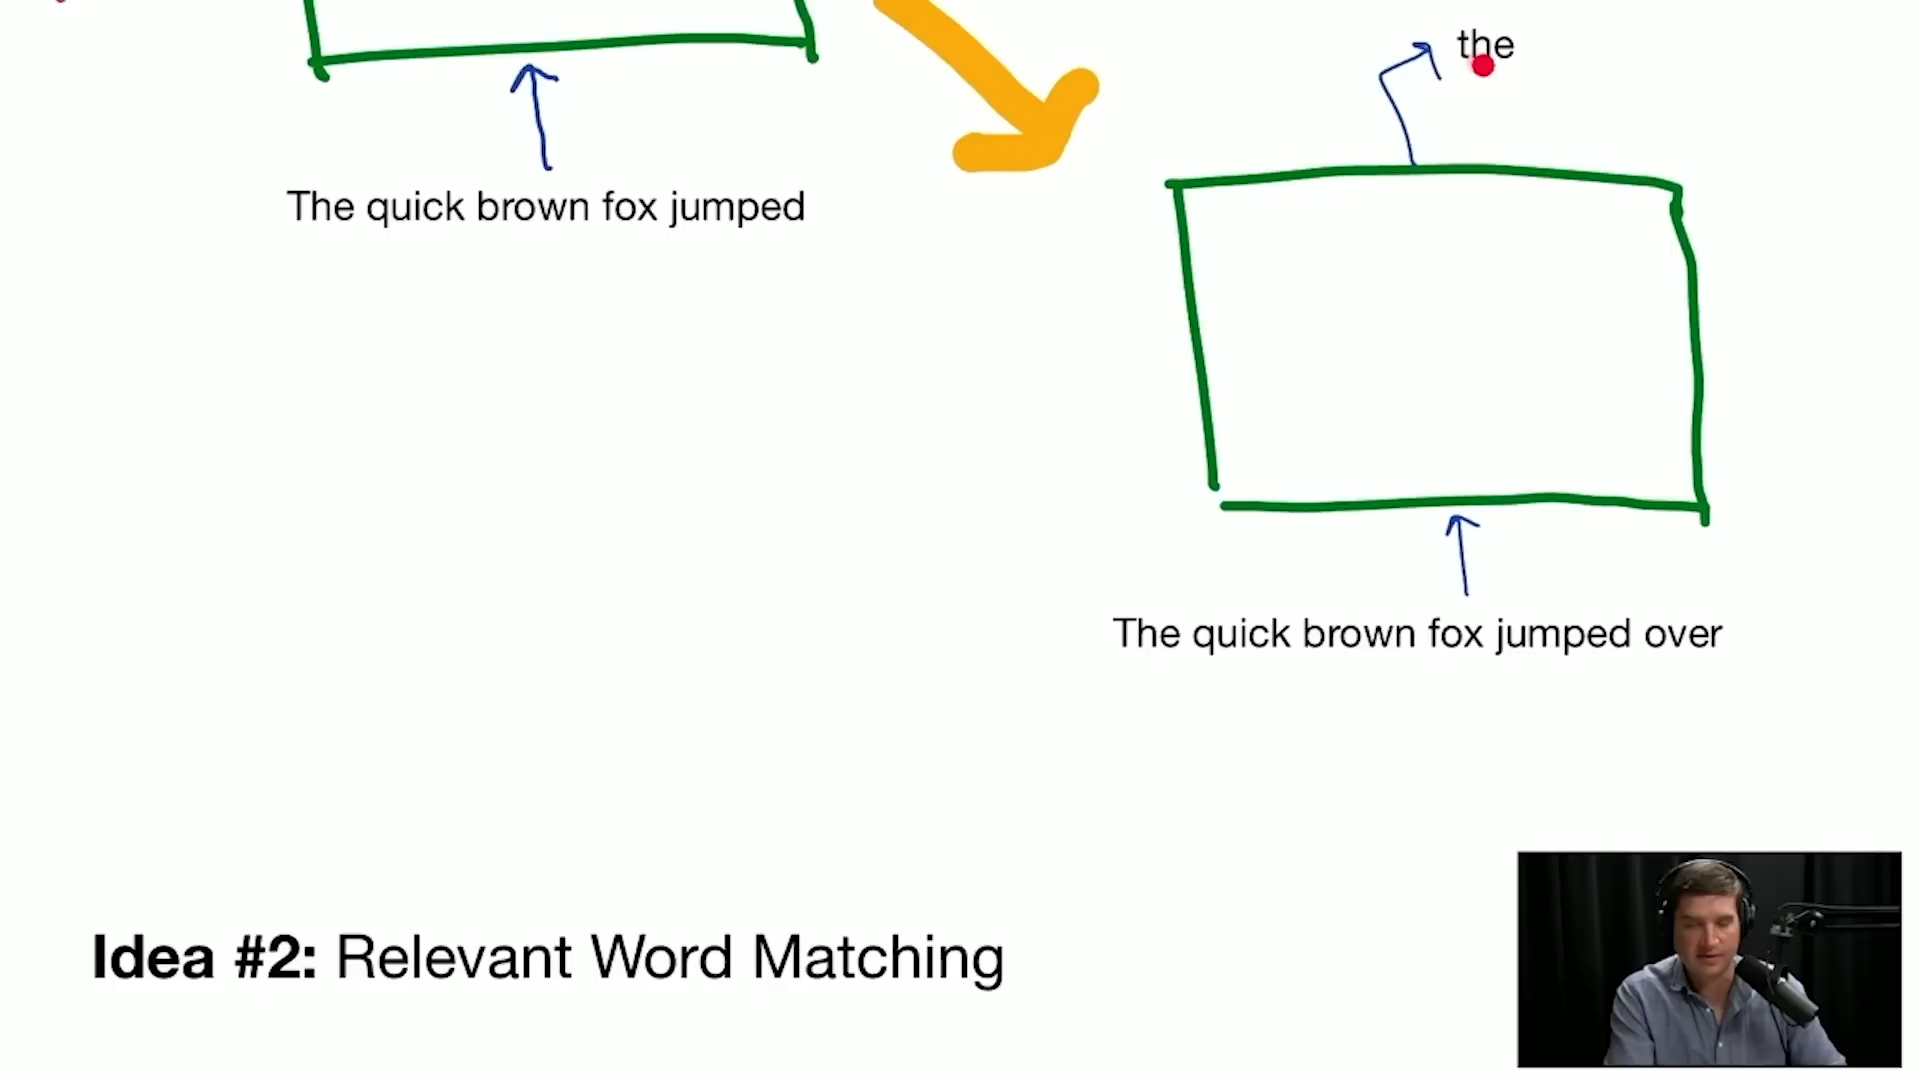 the
The quick brown fox jumped
The quick brown fox jumped over
Idea #2: Relevant Word Matching